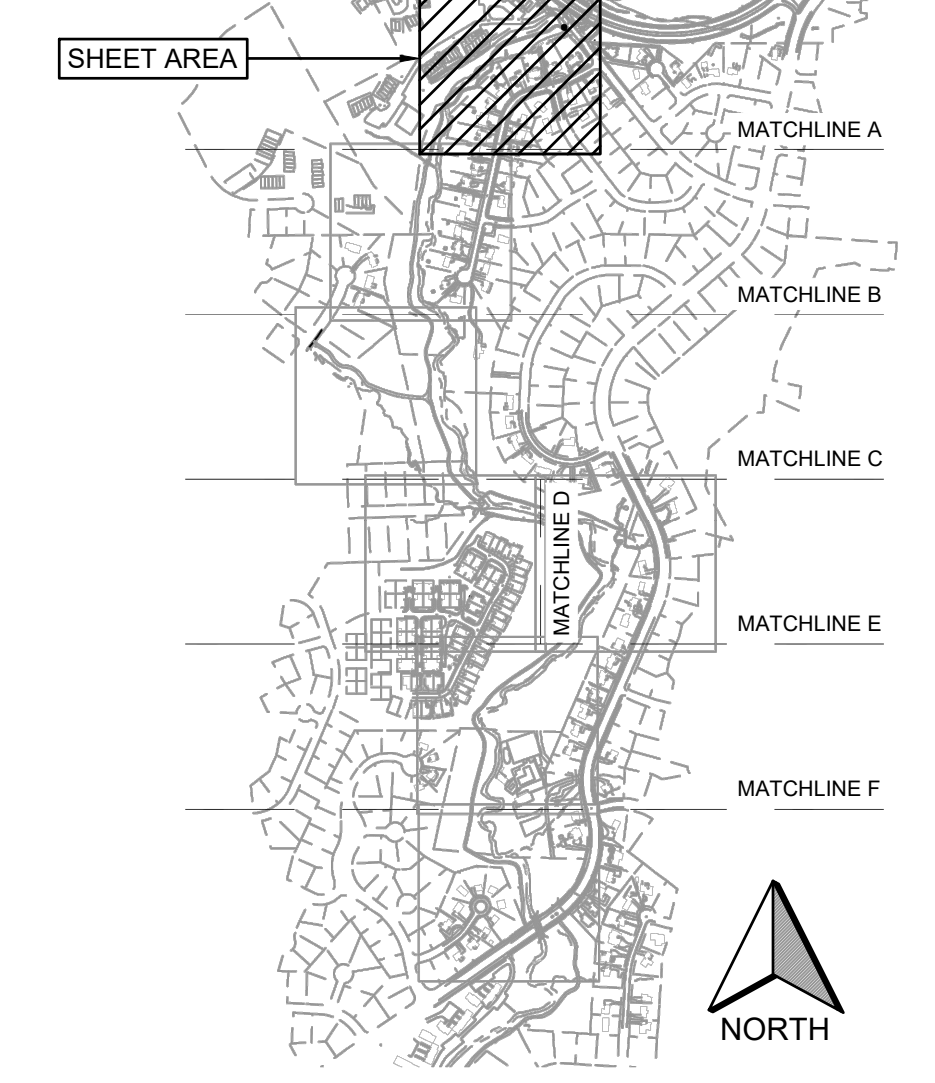 SHEET AREA
MATCHLINE A
MATCHLINE B
MATCHLINE C
MATCHLINE D
MATCHLINE E
MATCHLINE F
NORTH